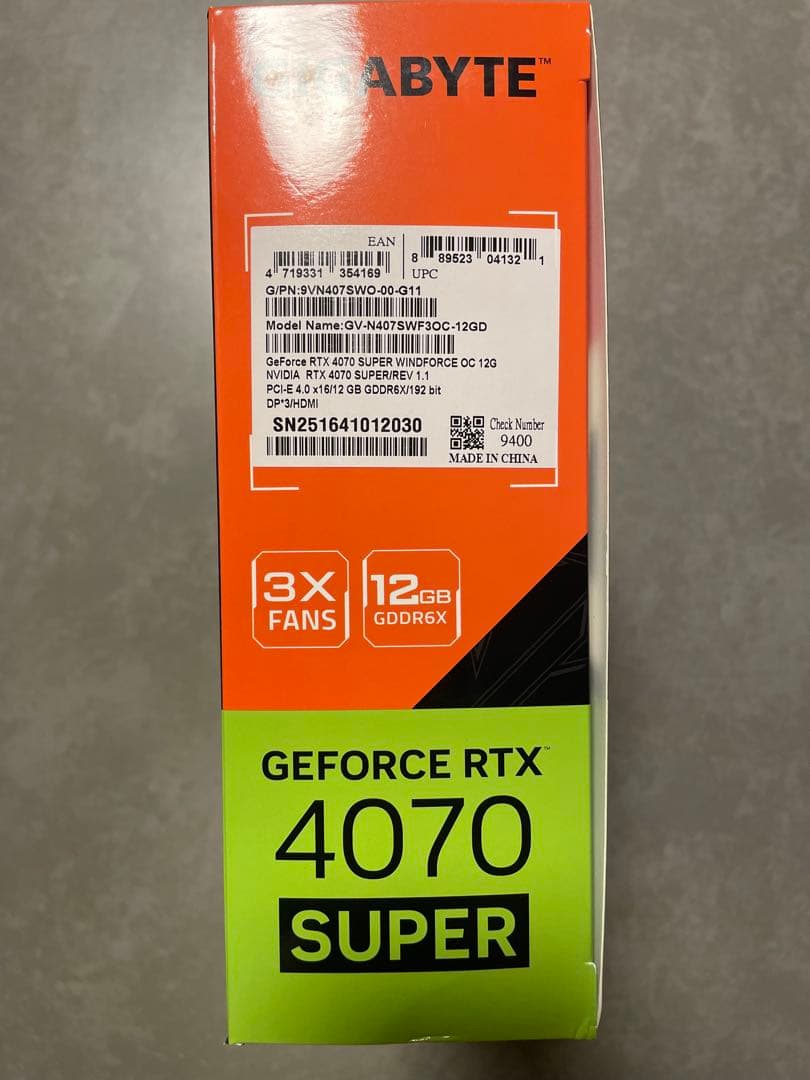 GIGABYTE™
EAN
4 719331 354169
8 89523 04132 1
UPC
G/PN:9VN407SWO-00-G11
Model Name:GV-N407SWF3OC-12GD
GeForce RTX 4070 SUPER WINDFORCE OC 12G
NVIDIA RTX 4070 SUPER/REV 1.1
PCI-E 4.0 x16/12 GB GDDR6X/192 bit
DP*3/HDMI
SN251641012030
Check Number
9400
MADE IN CHINA
3X
FANS
12GB
GDDR6X
GEFORCE RTX™
4070
SUPER